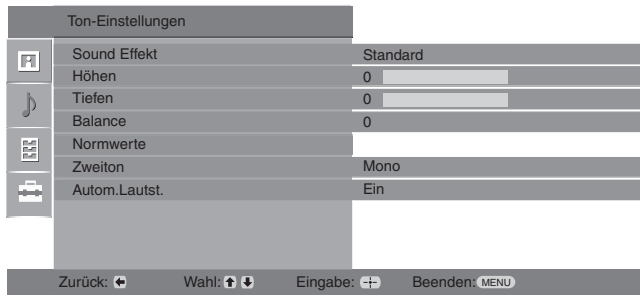 Ton-Einstellungen
Sound Effekt Standard
Höhen 0
Tiefen 0
Balance 0
Normwerte
Zweiton Mono
Autom.Lautst. Ein
Zurück: Wahl: Eingabe: Beenden: MENU